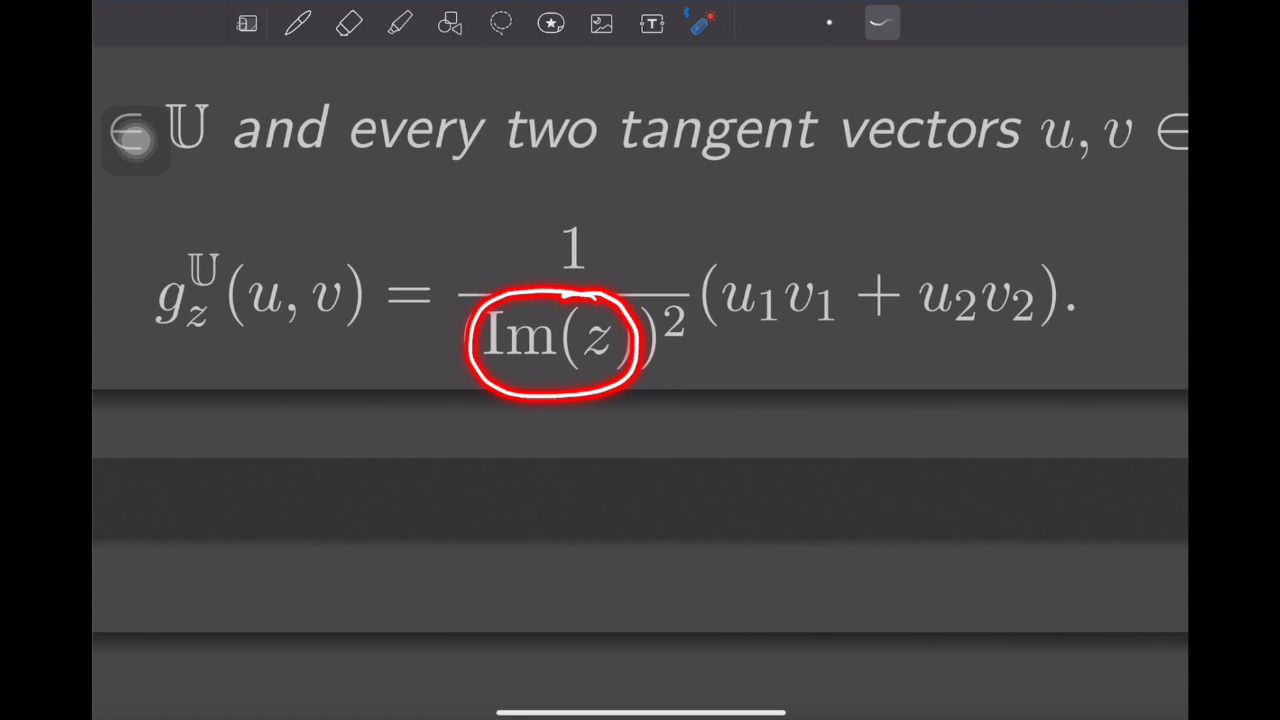 ∈ 𝕌 and every two tangent vectors u, v ∈
g_z^𝕌(u, v) = 1/Im(z))² (u₁v₁ + u₂v₂).